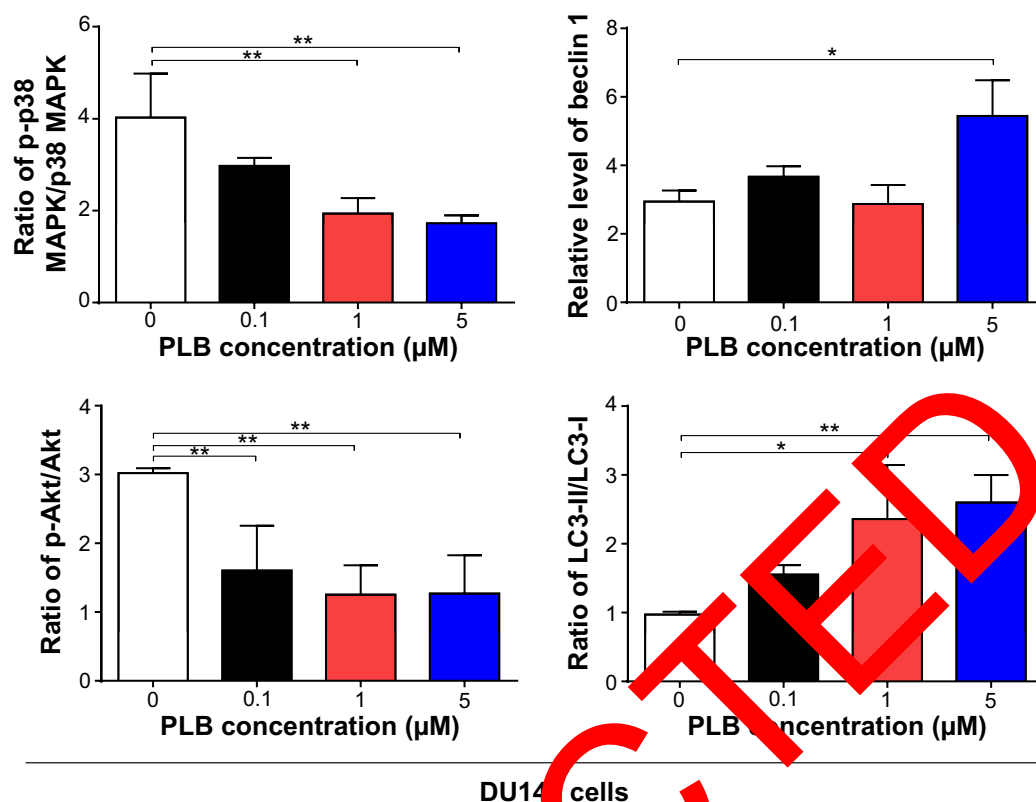 6
4
2
0
**
**
Ratio of p-p38
MAPK/p38 MAPK
0 0.1 1 5
PLB concentration (µM)
8
6
4
2
0
*
Relative level of beclin 1
0 0.1 1 5
PLB concentration (µM)
4
3
2
1
0
**
**
**
Ratio of p-Akt/Akt
0 0.1 1 5
PLB concentration (µM)
4
3
2
1
0
**
*
Ratio of LC3-II/LC3-I
0 0.1 1 5
PLB concentration (µM)
cells
CTED